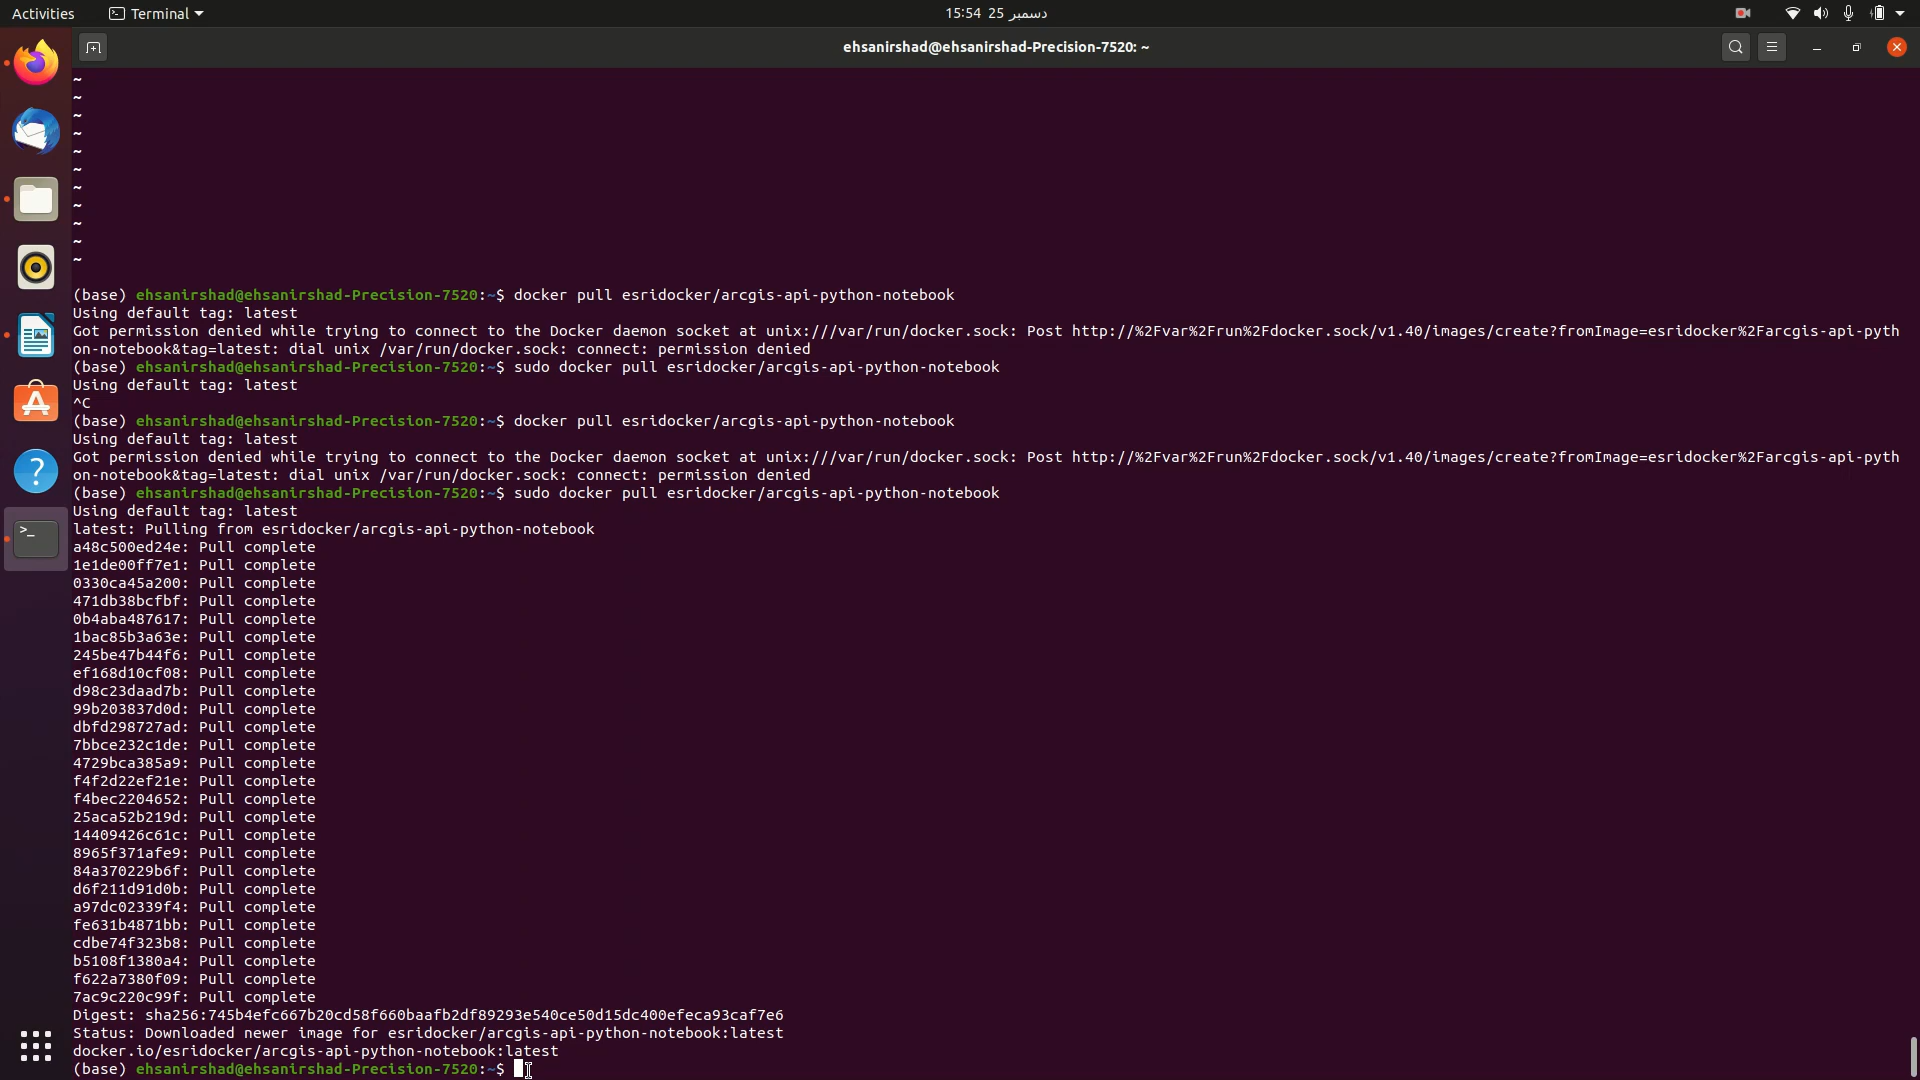 Activities
Terminal
15:54 25 دسمبر
ehsanirshad@ehsanirshad-Precision-7520: ~
~
~
~
~
~
~
~
~
~
~
~
(base) ehsanirshad@ehsanirshad-Precision-7520:~$ docker pull esridocker/arcgis-api-python-notebook
Using default tag: latest
Got permission denied while trying to connect to the Docker daemon socket at unix:///var/run/docker.sock: Post http://%2Fvar%2Frun%2Fdocker.sock/v1.40/images/create?fromImage=esridocker%2Farcgis-api-pyth
on-notebook&tag=latest: dial unix /var/run/docker.sock: connect: permission denied
(base) ehsanirshad@ehsanirshad-Precision-7520:~$ sudo docker pull esridocker/arcgis-api-python-notebook
Using default tag: latest
^C
(base) ehsanirshad@ehsanirshad-Precision-7520:~$ docker pull esridocker/arcgis-api-python-notebook
Using default tag: latest
Got permission denied while trying to connect to the Docker daemon socket at unix:///var/run/docker.sock: Post http://%2Fvar%2Frun%2Fdocker.sock/v1.40/images/create?fromImage=esridocker%2Farcgis-api-pyth
on-notebook&tag=latest: dial unix /var/run/docker.sock: connect: permission denied
(base) ehsanirshad@ehsanirshad-Precision-7520:~$ sudo docker pull esridocker/arcgis-api-python-notebook
Using default tag: latest
latest: Pulling from esridocker/arcgis-api-python-notebook
a48c500ed24e: Pull complete
1e1de00ff7e1: Pull complete
0330ca45a200: Pull complete
471db38bcfbf: Pull complete
0b4aba487617: Pull complete
1bac85b3a63e: Pull complete
245be47b44f6: Pull complete
ef168d10cf08: Pull complete
d98c23daad7b: Pull complete
99b203837d0d: Pull complete
dbfd298727ad: Pull complete
7bbce232c1de: Pull complete
4729bca385a9: Pull complete
f4f2d22ef21e: Pull complete
f4bec2204652: Pull complete
25aca52b219d: Pull complete
14409426c61c: Pull complete
8965f371afe9: Pull complete
84a370229b6f: Pull complete
d6f211d91d0b: Pull complete
a97dc02339f4: Pull complete
fe631b4871bb: Pull complete
cdbe74f323b8: Pull complete
b5108f1380a4: Pull complete
f622a7380f09: Pull complete
7ac9c220c99f: Pull complete
Digest: sha256:745b4efc667b20cd58f660baafb2df89293e540ce50d15dc400efeca93caf7e6
Status: Downloaded newer image for esridocker/arcgis-api-python-notebook:latest
docker.io/esridocker/arcgis-api-python-notebook:latest
(base) ehsanirshad@ehsanirshad-Precision-7520:~$